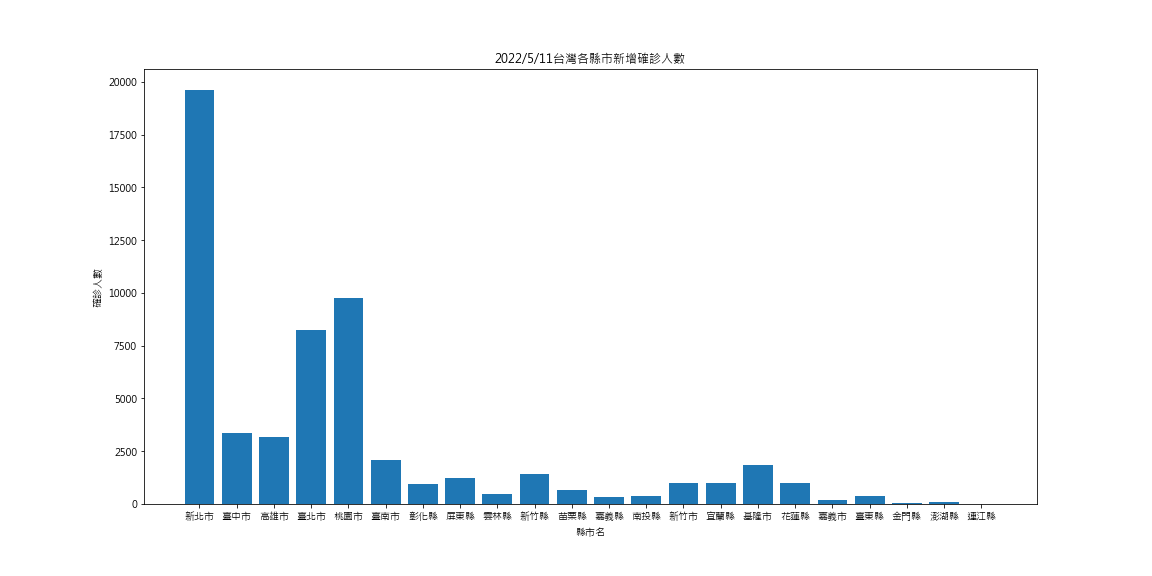 2022/5/11台灣各縣市新增確診人數
20000
17500
15000
12500
10000
7500
5000
2500
0
確診人數
新北市 臺中市 高雄市 臺北市 桃園市 臺南市 彰化縣 屏東縣 雲林縣 新竹縣 苗栗縣 嘉義縣 南投縣 新竹市 宜蘭縣 基隆市 花蓮縣 嘉義市 臺東縣 金門縣 澎湖縣 連江縣
縣市名